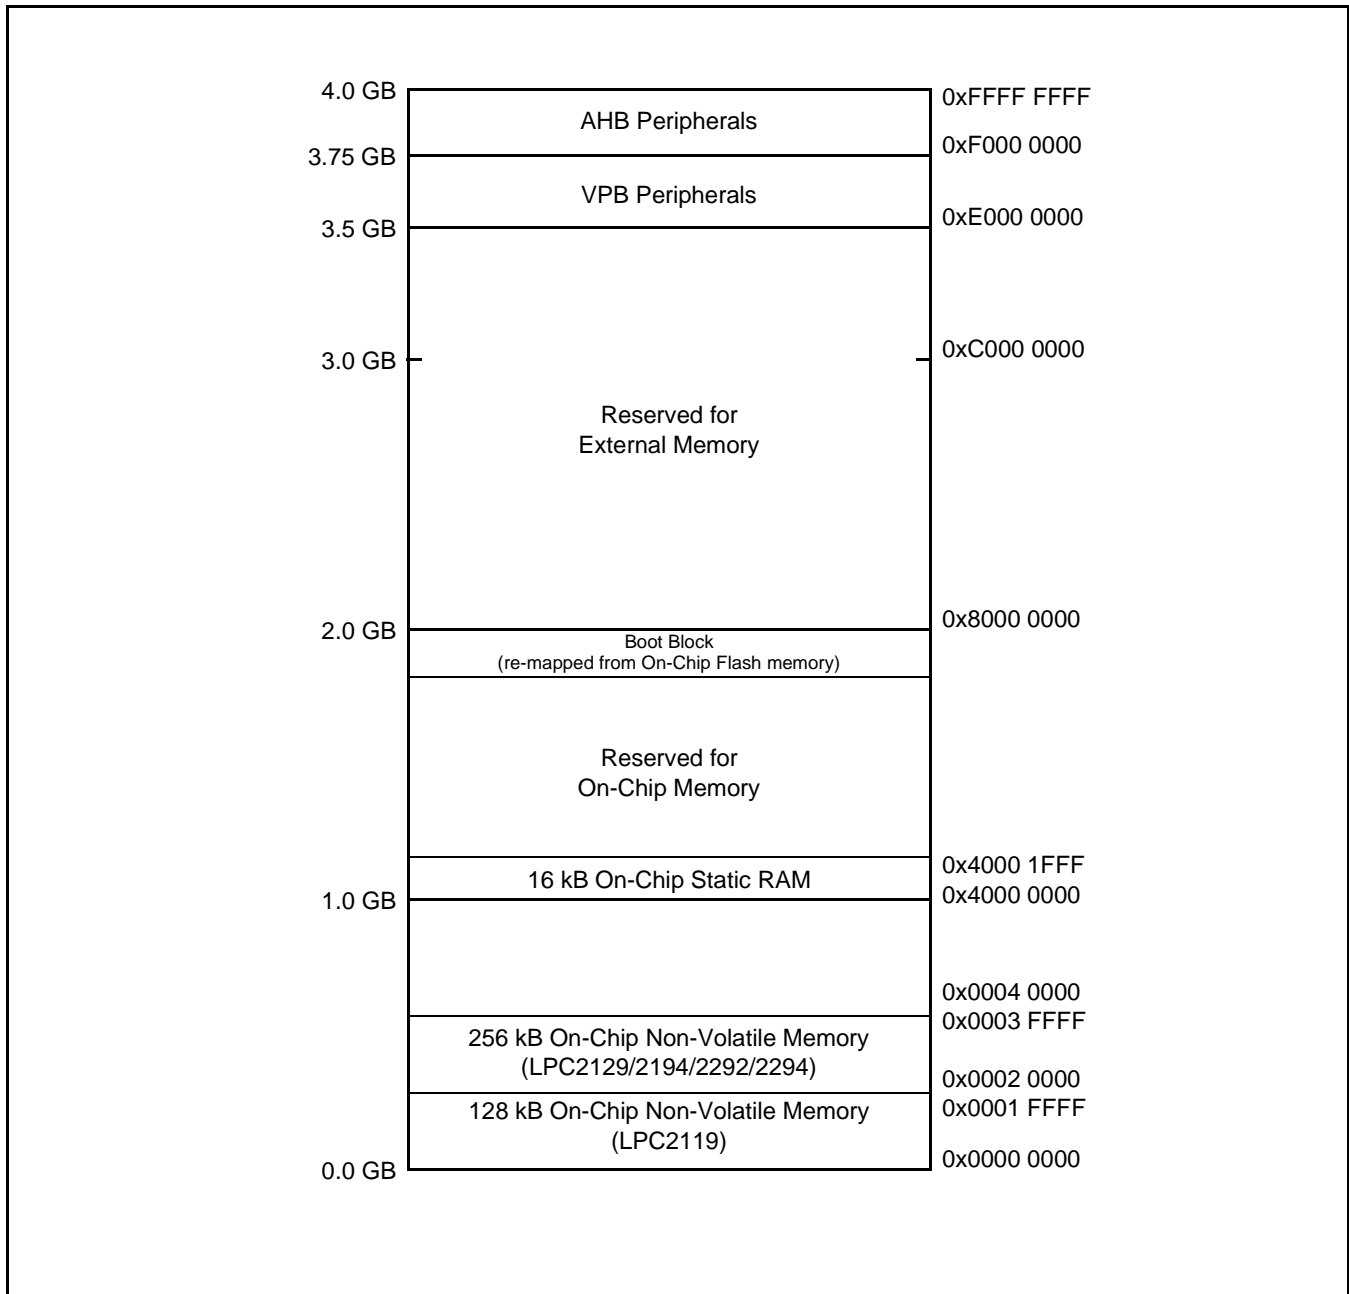 4.0 GB
0xFFFF FFFF
AHB Peripherals
0xF000 0000
3.75 GB
VPB Peripherals
0xE000 0000
3.5 GB
0xC000 0000
3.0 GB
Reserved for
External Memory
0x8000 0000
2.0 GB
Boot Block
(re-mapped from On-Chip Flash memory)
Reserved for
On-Chip Memory
0x4000 1FFF
16 kB On-Chip Static RAM
0x4000 0000
1.0 GB
0x0004 0000
0x0003 FFFF
256 kB On-Chip Non-Volatile Memory
(LPC2129/2194/2292/2294)
0x0002 0000
0x0001 FFFF
128 kB On-Chip Non-Volatile Memory
(LPC2119)
0x0000 0000
0.0 GB